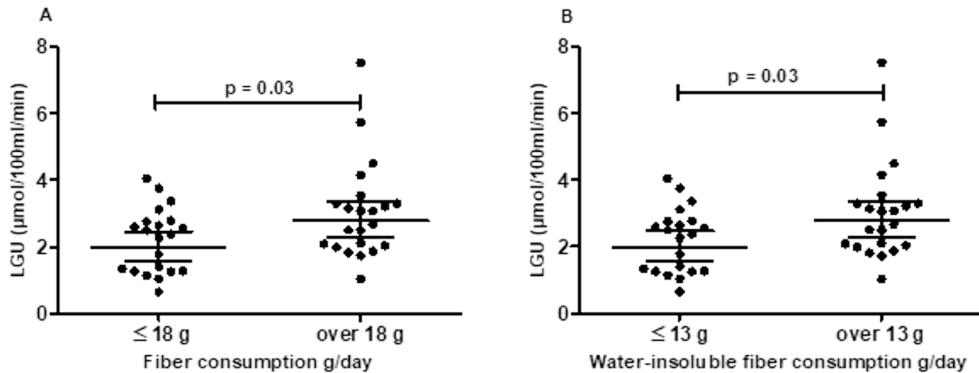 A
LGU (µmol/100ml/min)
8
6
4
2
0
p = 0.03
≤ 18 g
over 18 g
Fiber consumption g/day
B
LGU (µmol/100ml/min)
8
6
4
2
0
p = 0.03
≤ 13 g
over 13 g
Water-insoluble fiber consumption g/day